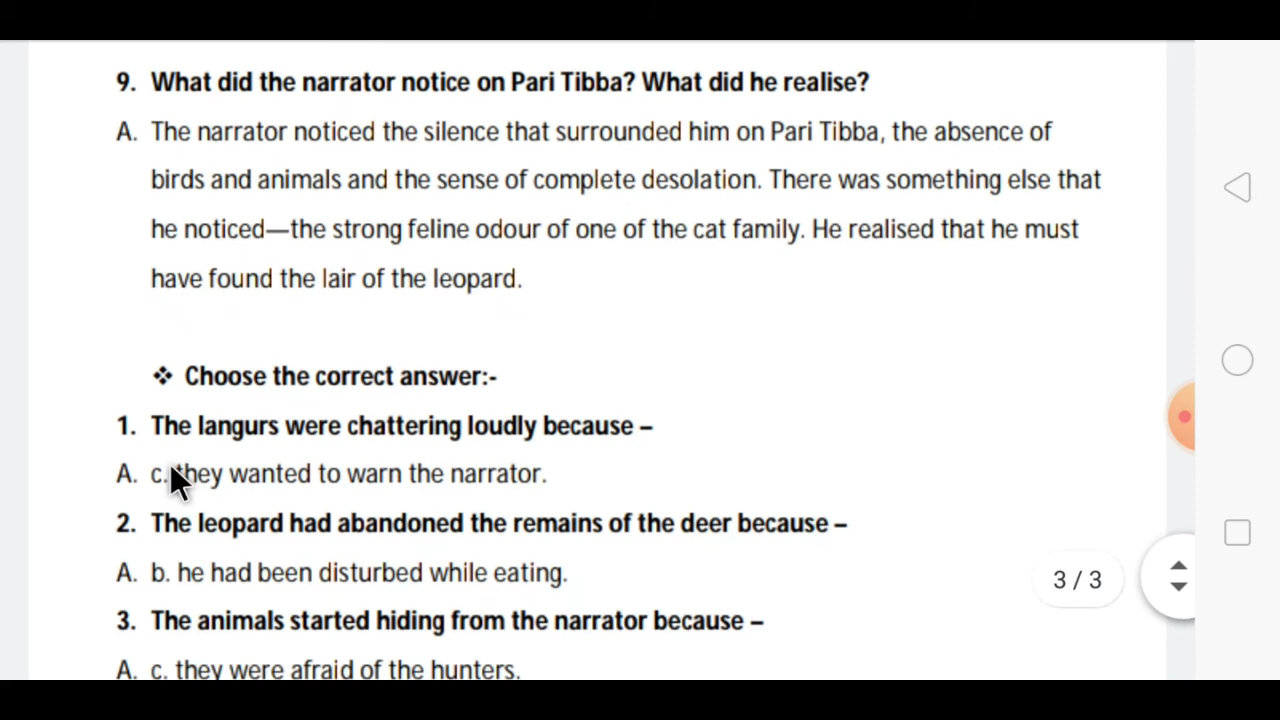 9. What did the narrator notice on Pari Tibba? What did he realise?
A. The narrator noticed the silence that surrounded him on Pari Tibba, the absence of
birds and animals and the sense of complete desolation. There was something else that
he noticed—the strong feline odour of one of the cat family. He realised that he must
have found the lair of the leopard.
❖ Choose the correct answer:-
1. The langurs were chattering loudly because –
A. c. they wanted to warn the narrator.
2. The leopard had abandoned the remains of the deer because –
A. b. he had been disturbed while eating.
3 / 3
3. The animals started hiding from the narrator because –
A. c. they were afraid of the hunters.